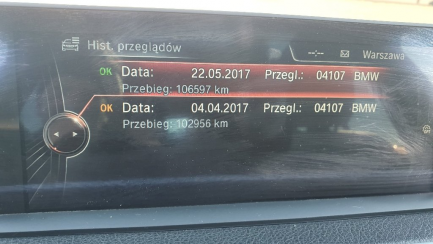 Hist. przeglądów
--:-- Warszawa
OK Data: 22.05.2017 Przegl.: 04107 BMW
Przebieg: 106597 km
OK Data: 04.04.2017 Przegl.: 04107 BMW
Przebieg: 102956 km